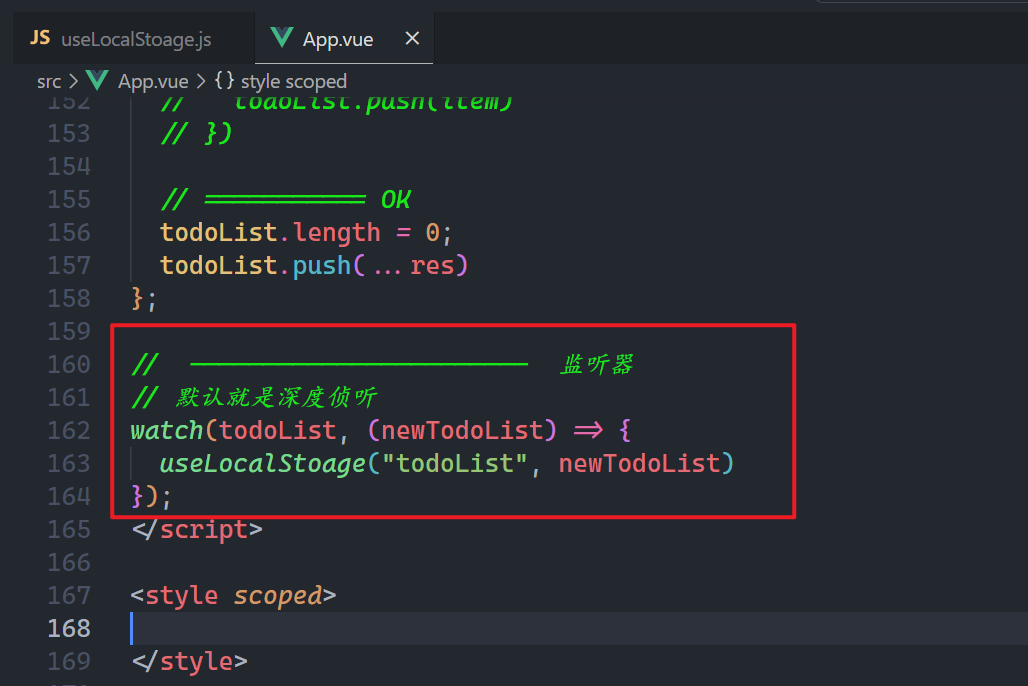 JS useLocalStoage.js App.vue ×
src > App.vue > {} style scoped
152 // todoList.push(item)
153 // })
154
155 // =========== OK
156 todoList.length = 0;
157 todoList.push(...res)
158 };
159
160 // ----------------------- 监听器
161 // 默认就是深度侦听
162 watch(todoList, (newTodoList) => {
163 useLocalStoage("todoList", newTodoList)
164 });
165 </script>
166
167 <style scoped>
168
169 </style>